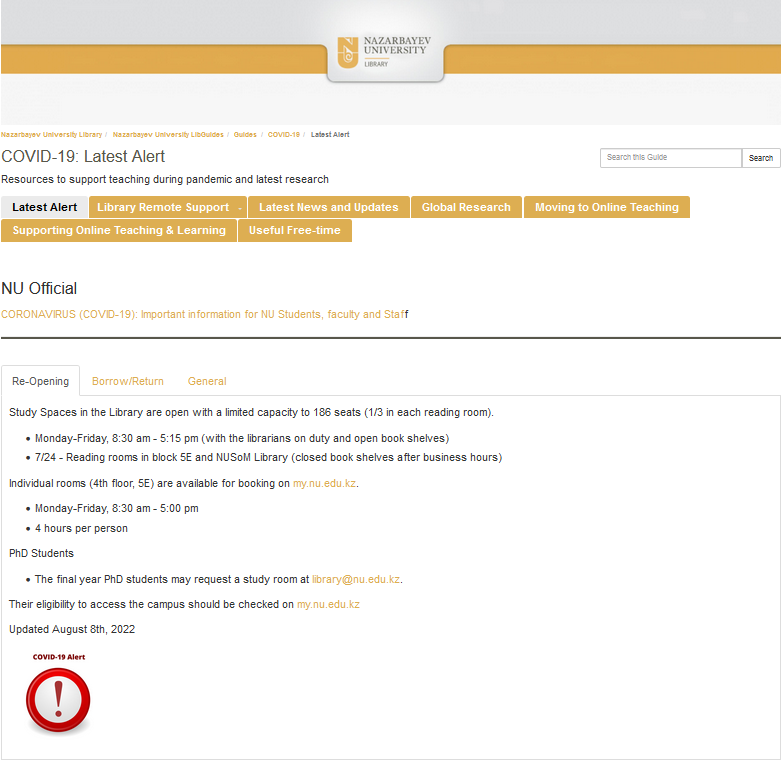 NAZARBAYEV
UNIVERSITY
LIBRARY
Nazarbayev University Library / Nazarbayev University LibGuides / Guides / COVID-19 / Latest Alert
COVID-19: Latest Alert
Search this Guide Search
Resources to support teaching during pandemic and latest research
Latest Alert Library Remote Support Latest News and Updates Global Research Moving to Online Teaching
Supporting Online Teaching & Learning Useful Free-time
NU Official
CORONAVIRUS (COVID-19): Important information for NU Students, faculty and Staff
Re-Opening Borrow/Return General
Study Spaces in the Library are open with a limited capacity to 186 seats (1/3 in each reading room).
• Monday-Friday, 8:30 am - 5:15 pm (with the librarians on duty and open book shelves)
• 7/24 - Reading rooms in block 5E and NUSoM Library (closed book shelves after business hours)
Individual rooms (4th floor, 5E) are available for booking on my.nu.edu.kz.
• Monday-Friday, 8:30 am - 5:00 pm
• 4 hours per person
PhD Students
• The final year PhD students may request a study room at library@nu.edu.kz.
Their eligibility to access the campus should be checked on my.nu.edu.kz
Updated August 8th, 2022
COVID-19 Alert
!